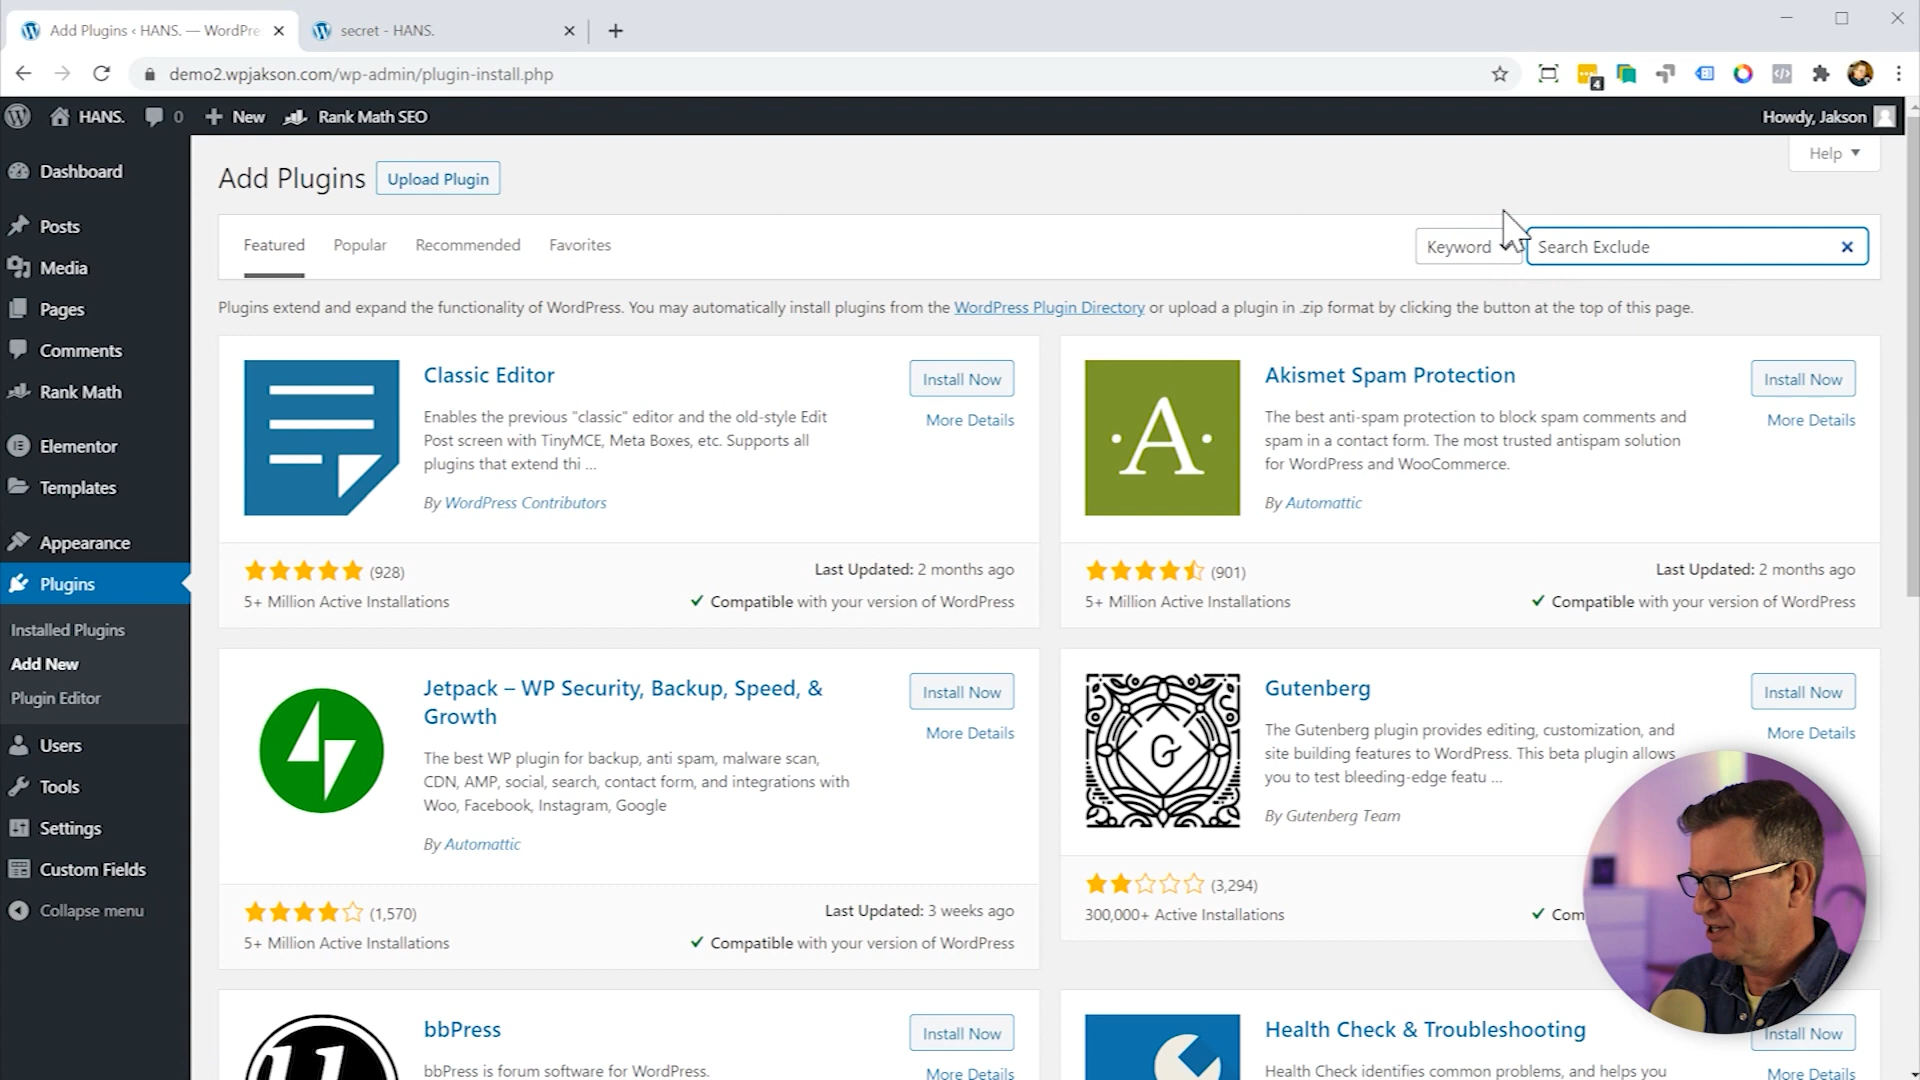 Add Plugins ‹ HANS. — WordPre
secret - HANS.
demo2.wpjakson.com/wp-admin/plugin-install.php
4
HANS.
0
New
Rank Math SEO
Howdy, Jakson
Help
Dashboard
Posts
Media
Pages
Comments
Rank Math
Elementor
Templates
Appearance
Plugins
Installed Plugins
Add New
Plugin Editor
Users
Tools
Settings
Custom Fields
Collapse menu
Add Plugins
Upload Plugin
Featured
Popular
Recommended
Favorites
Keyword
Search Exclude
Plugins extend and expand the functionality of WordPress. You may automatically install plugins from the WordPress Plugin Directory or upload a plugin in .zip format by clicking the button at the top of this page.
Classic Editor
Install Now
More Details
Enables the previous "classic" editor and the old-style Edit
Post screen with TinyMCE, Meta Boxes, etc. Supports all
plugins that extend thi ...
By WordPress Contributors
(928)
Last Updated: 2 months ago
5+ Million Active Installations
Compatible with your version of WordPress
A
Akismet Spam Protection
Install Now
More Details
The best anti-spam protection to block spam comments and
spam in a contact form. The most trusted antispam solution
for WordPress and WooCommerce.
By Automattic
(901)
Last Updated: 2 months ago
5+ Million Active Installations
Compatible with your version of WordPress
Jetpack – WP Security, Backup, Speed, &
Growth
Install Now
More Details
The best WP plugin for backup, anti spam, malware scan,
CDN, AMP, social, search, contact form, and integrations with
Woo, Facebook, Instagram, Google
By Automattic
(1,570)
Last Updated: 3 weeks ago
5+ Million Active Installations
Compatible with your version of WordPress
G
Gutenberg
Install Now
More Details
The Gutenberg plugin provides editing, customization, and
site building features to WordPress. This beta plugin allows
you to test bleeding-edge featu ...
By Gutenberg Team
(3,294)
300,000+ Active Installations
Com
bbPress
Install Now
More Details
bbPress is forum software for WordPress.
Health Check & Troubleshooting
Install Now
More Details
Health Check identifies common problems, and helps you